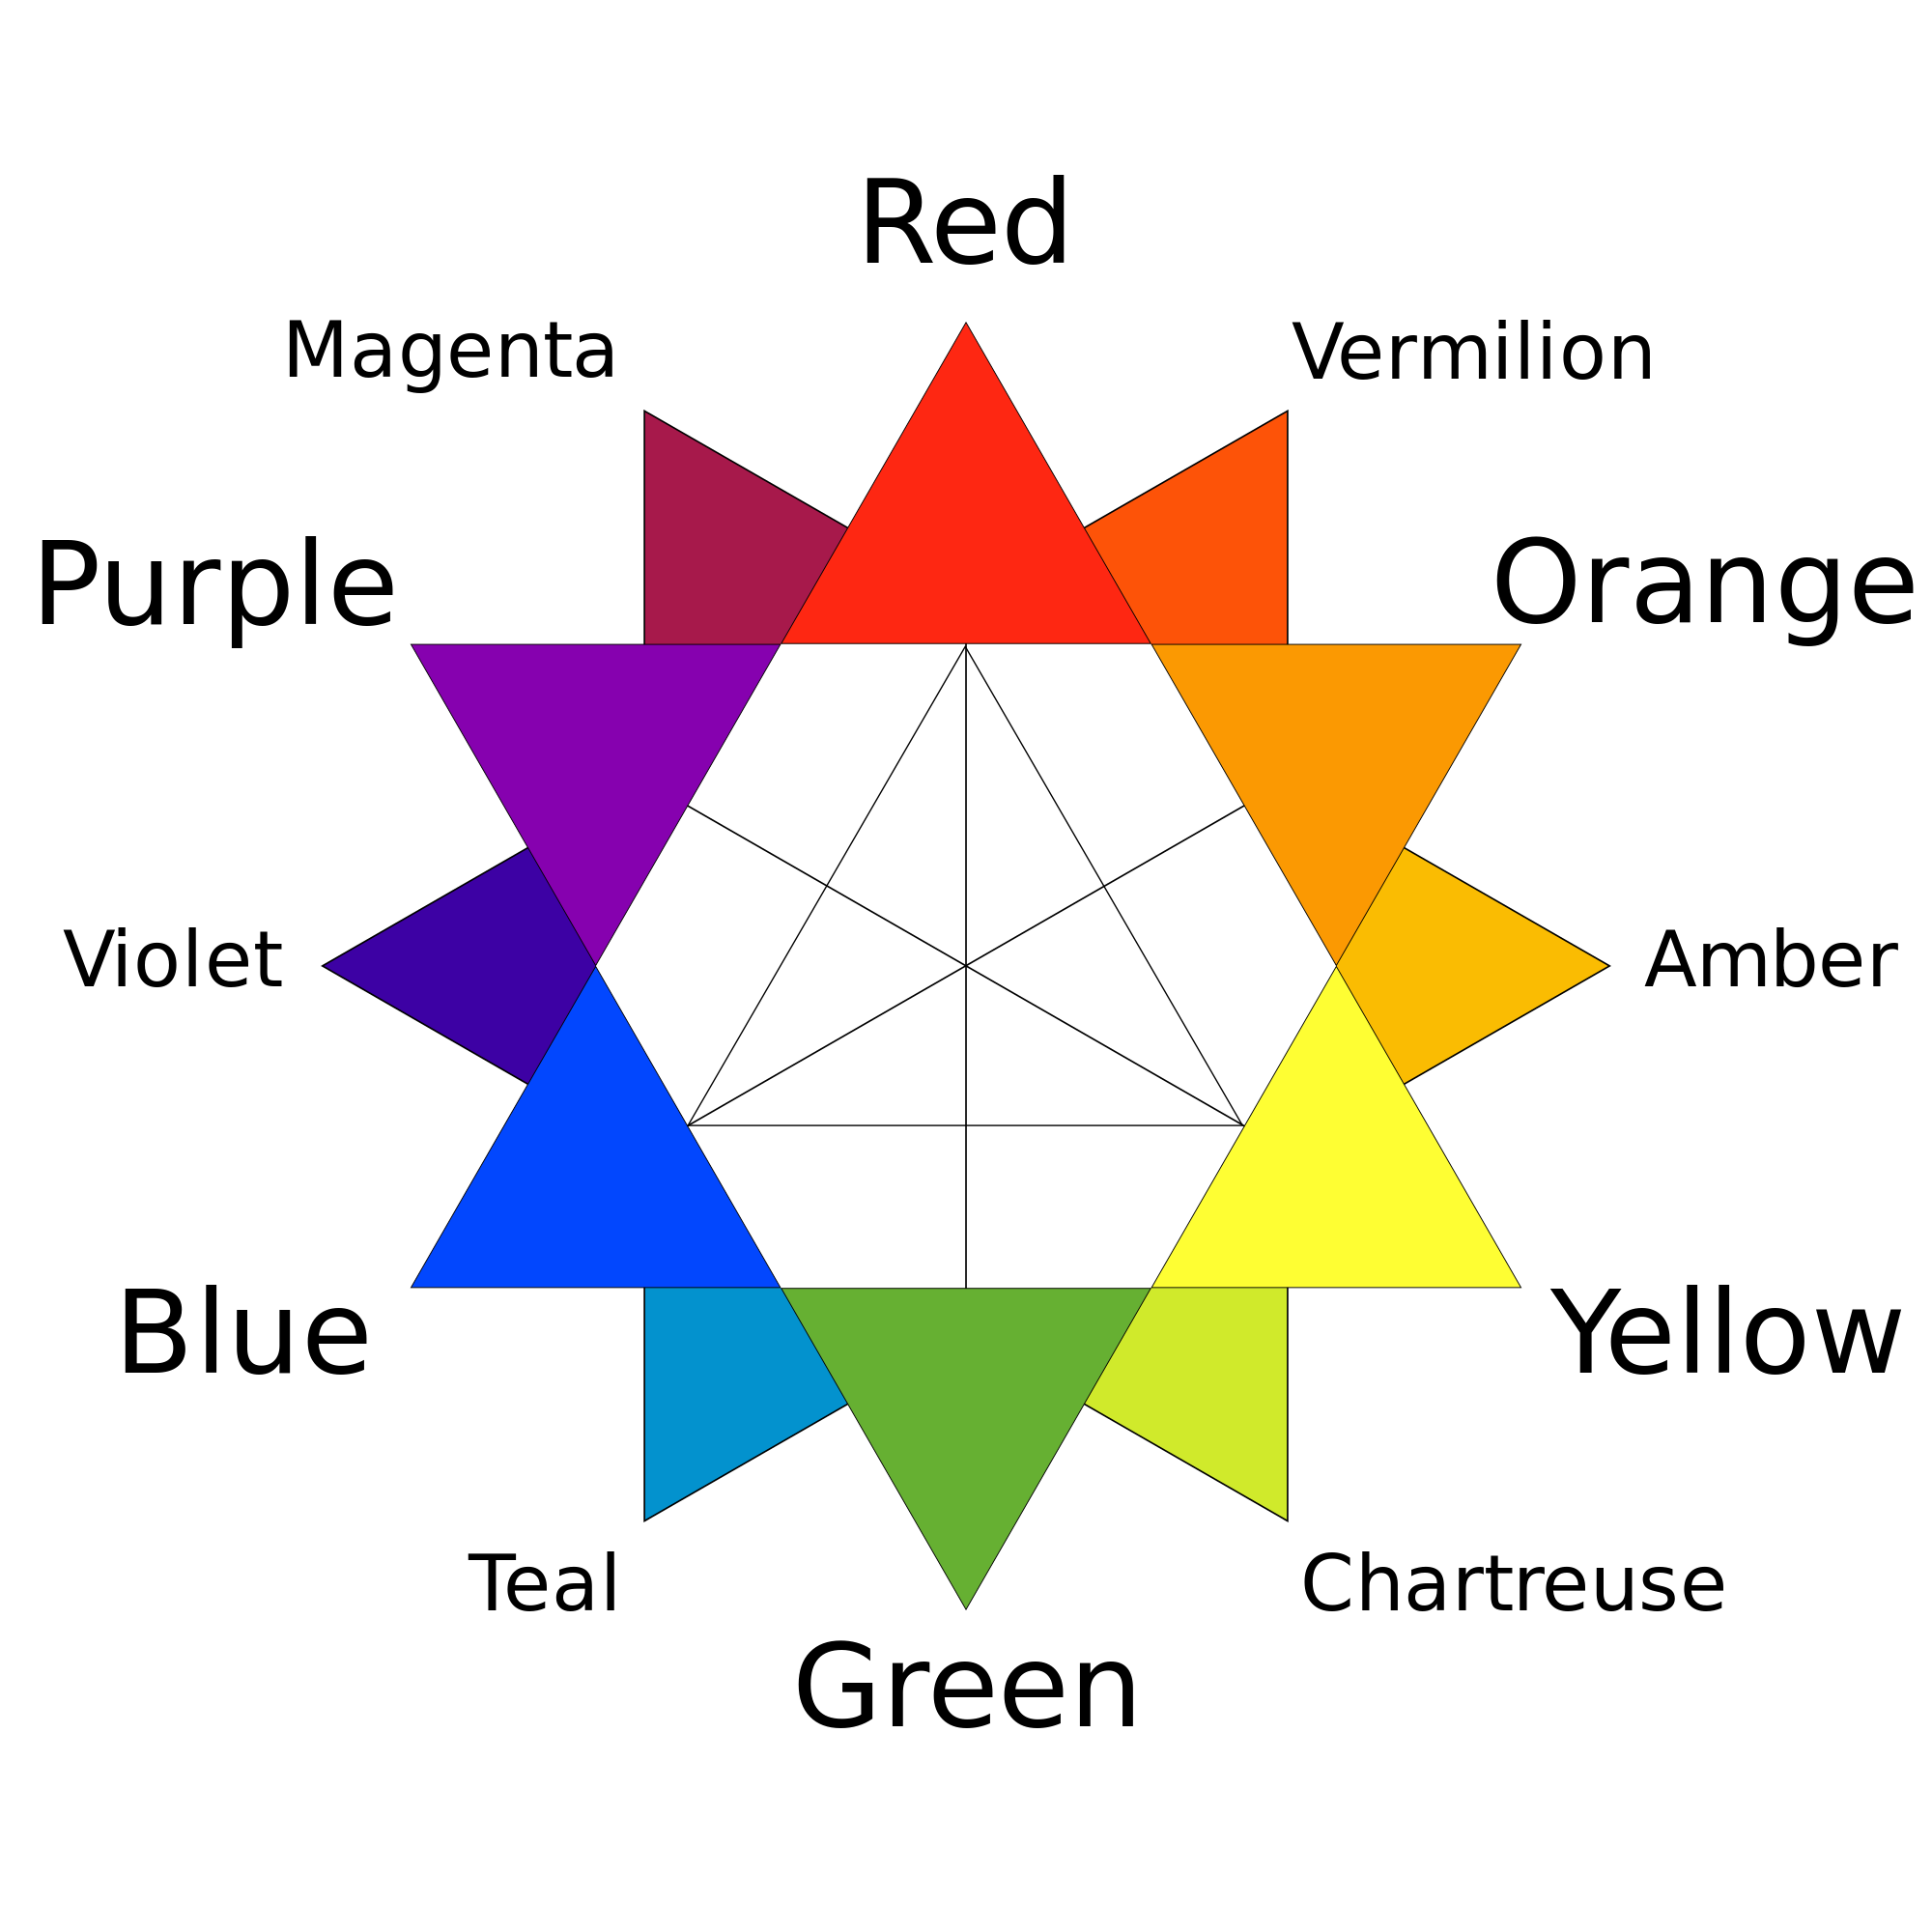 Red
Magenta
Vermilion
Purple
Orange
Violet
Amber
Blue
Yellow
Teal
Chartreuse
Green